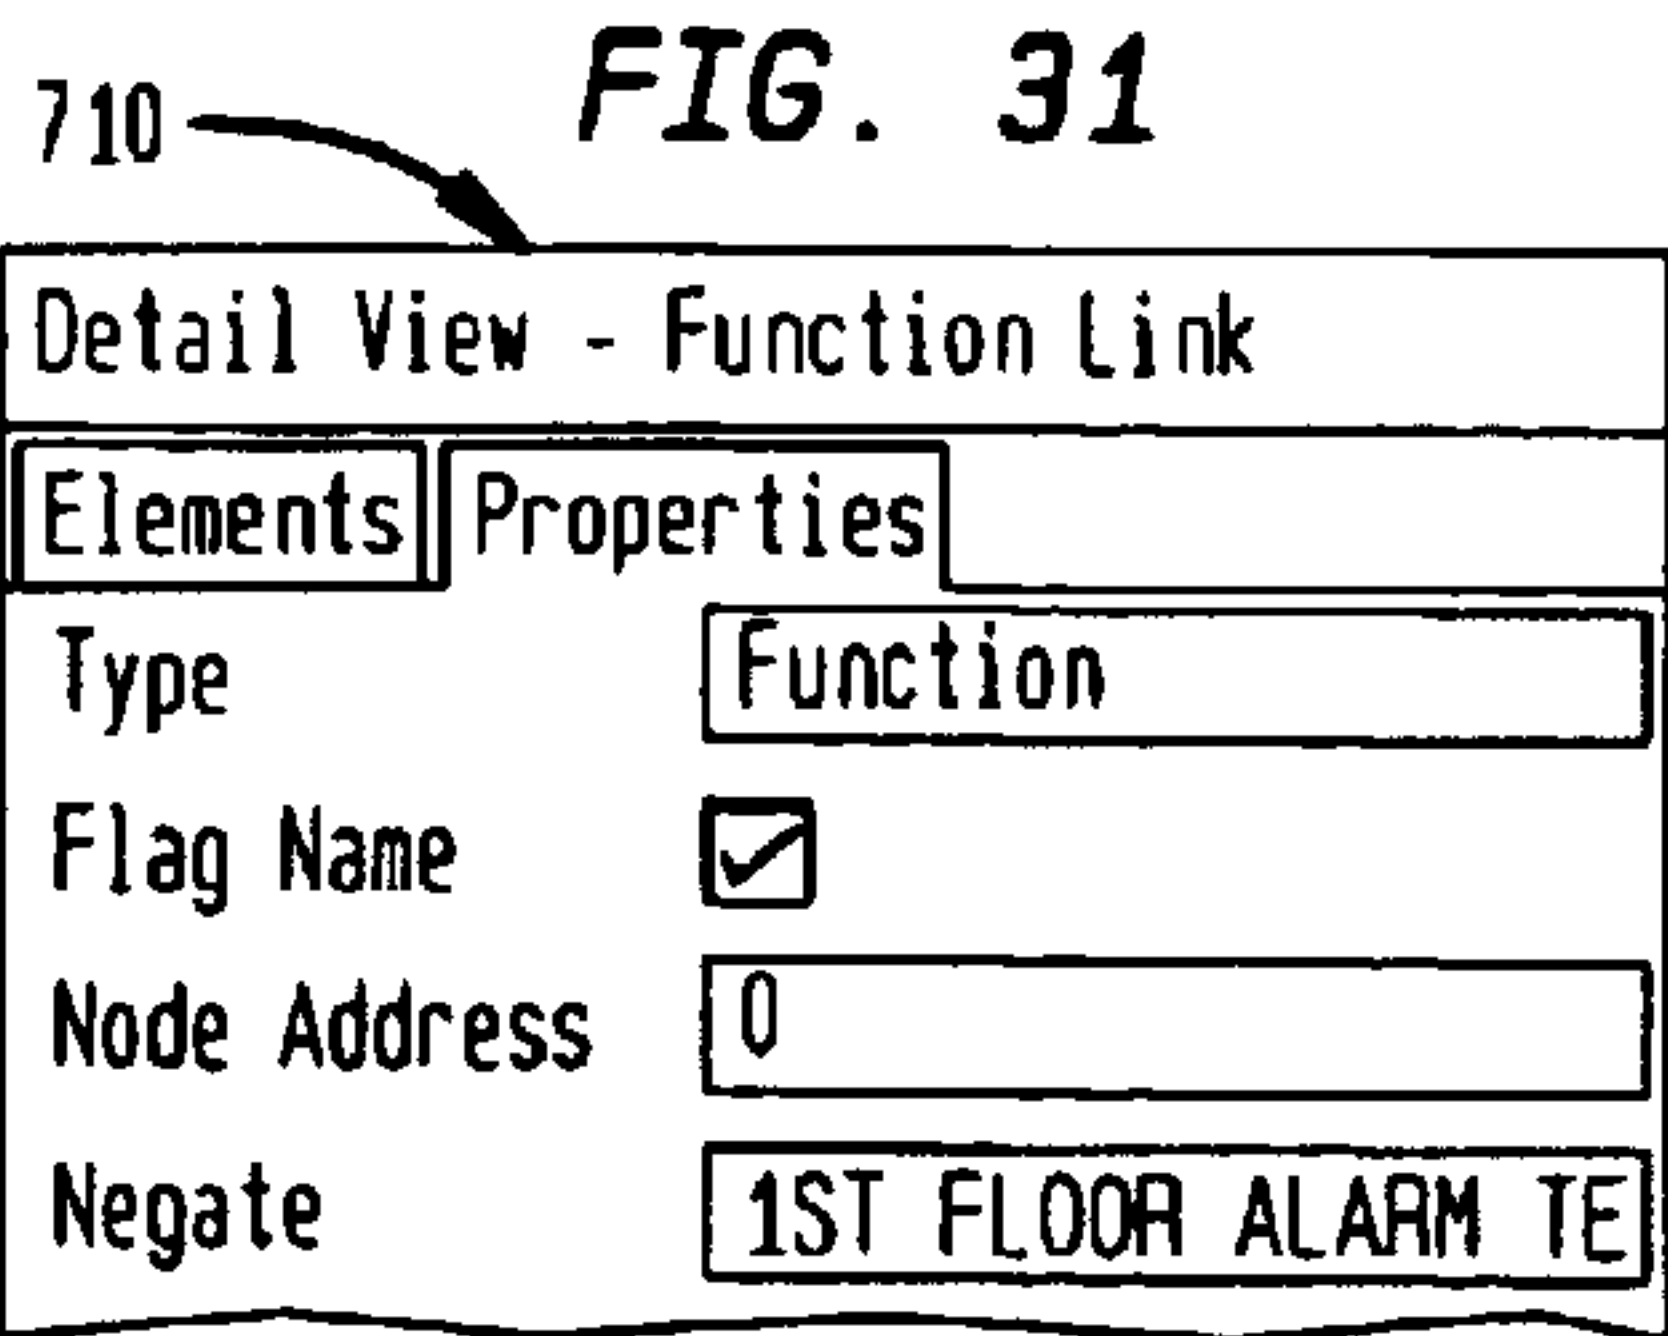 FIG. 31
710
Detail View - Function Link
Elements Properties
Type Function
Flag Name
Node Address 0
Negate 1ST FLOOR ALARM TE